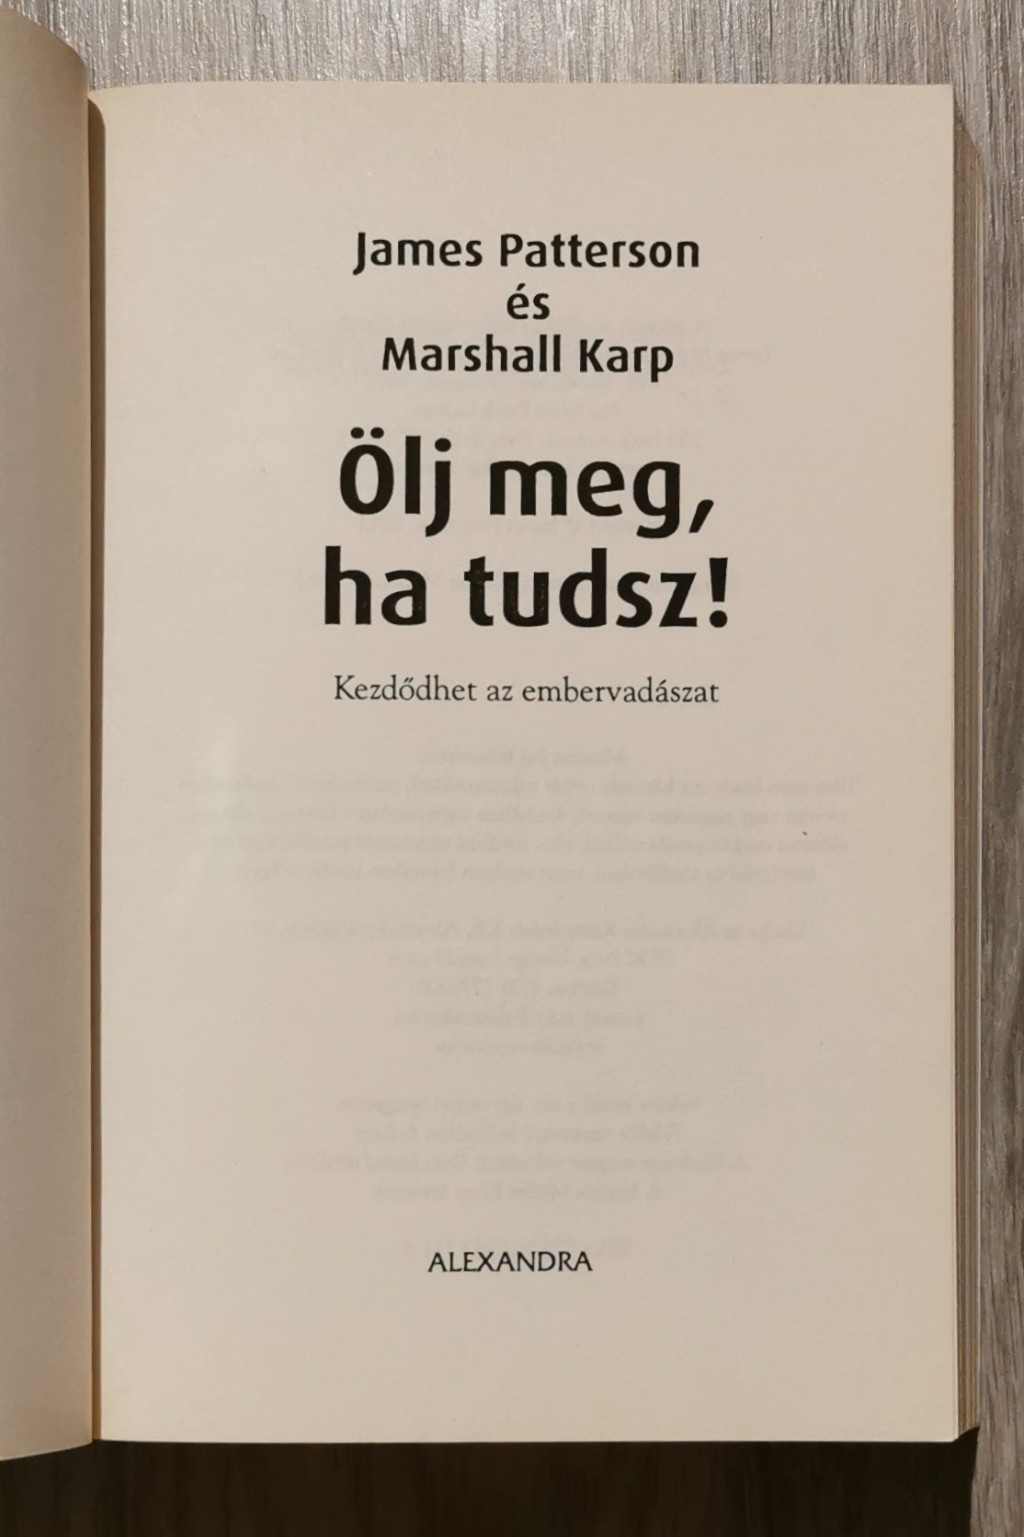 James Patterson
és
Marshall Karp
Ölj meg,
ha tudsz!
Kezdődhet az embervadászat
ALEXANDRA